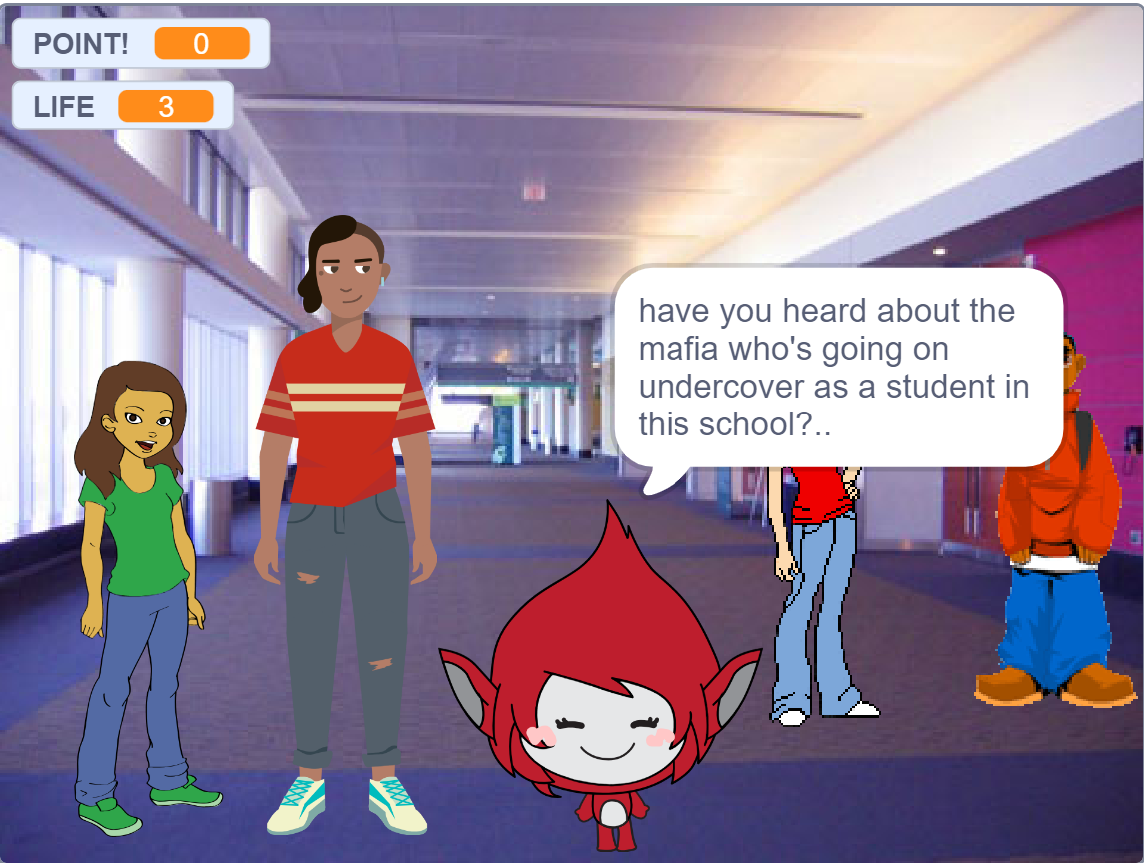 POINT! 0
LIFE 3
have you heard about the
mafia who's going on
undercover as a student in
this school?..